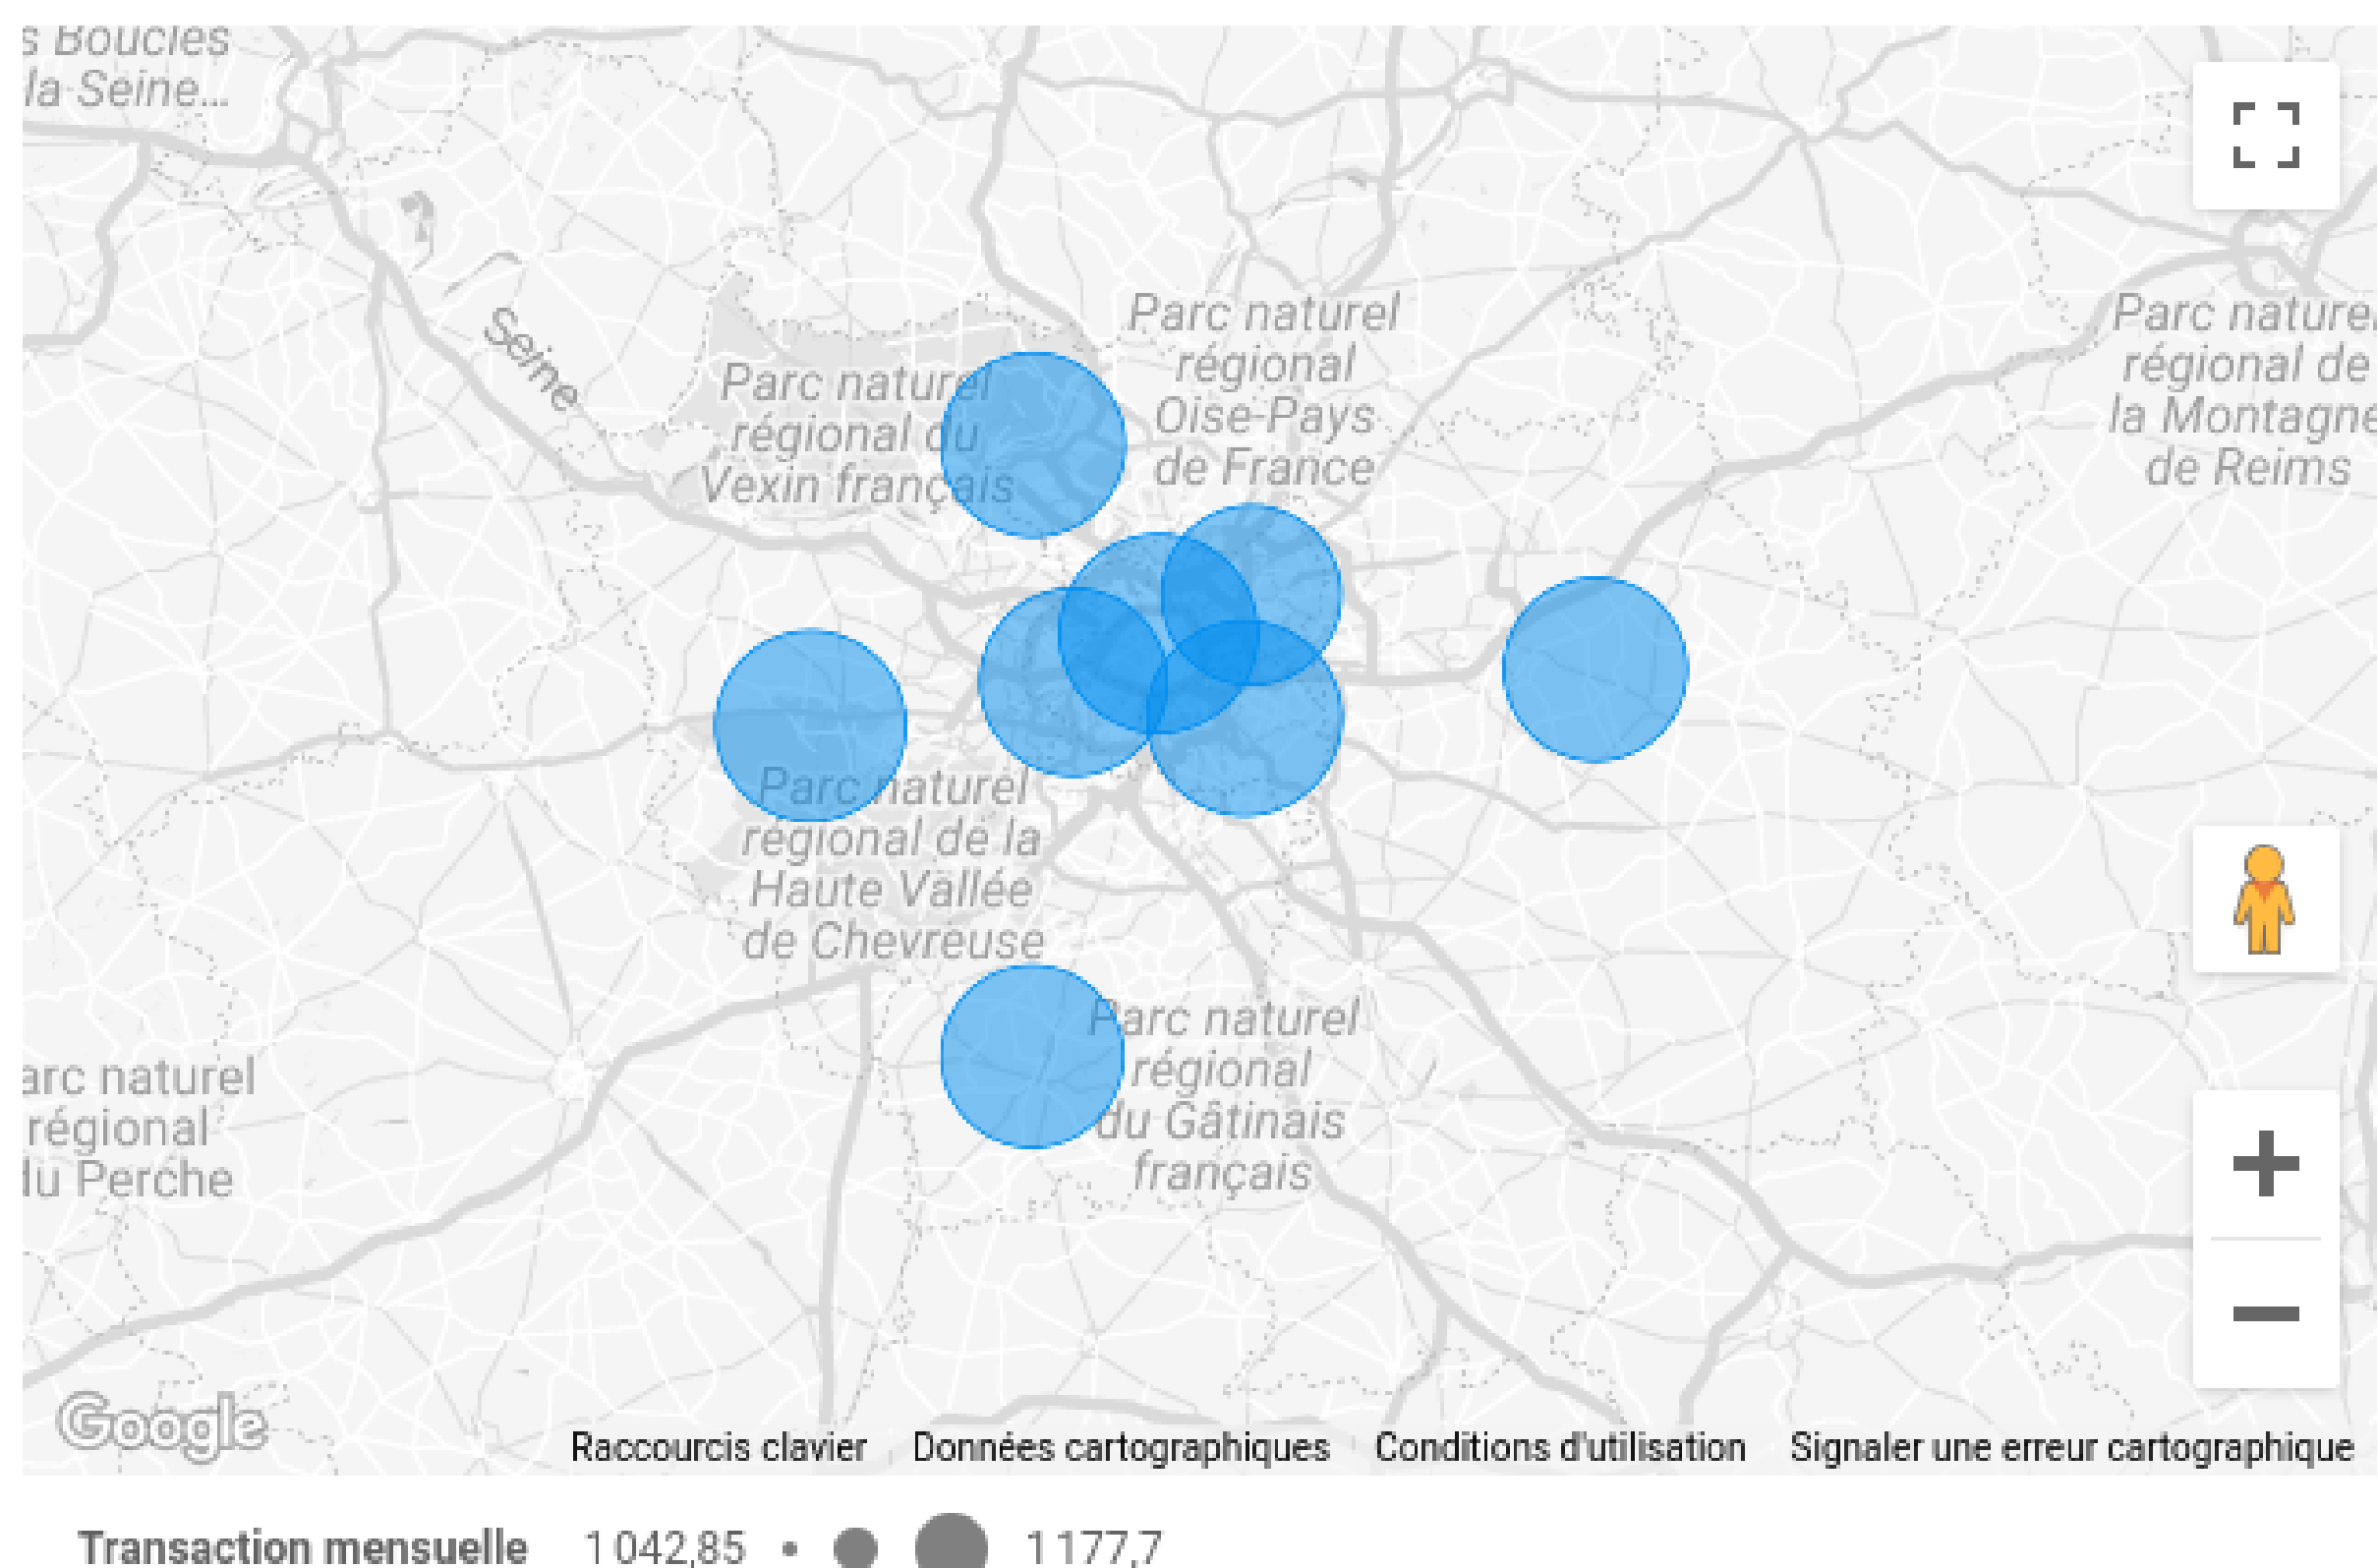 s Boucles
la Seine...
Seine
Parc naturel
régional du
Vexin français
Parc naturel
régional
Oise-Pays
de France
Parc naturel
régional de
la Montagne
de Reims
Parc naturel
régional de la
Haute Vallée
de Chevreuse
Parc naturel
régional
du Gâtinais
français
arc naturel
régional
du Perche
Google
Raccourcis clavier
Données cartographiques
Conditions d'utilisation
Signaler une erreur cartographique
Transaction mensuelle 1 042,85 1 177,7